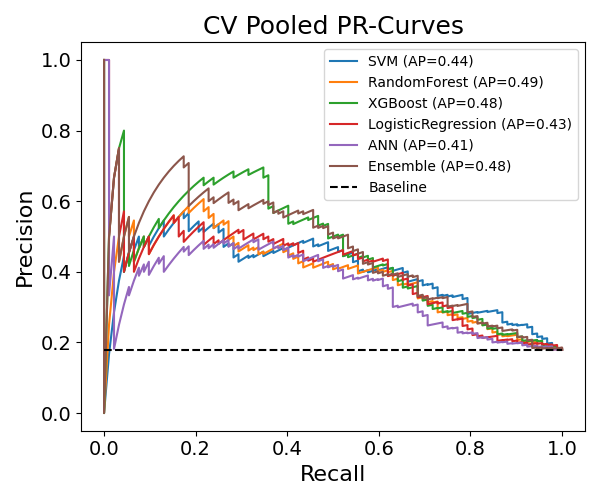 CV Pooled PR-Curves
Precision
1.0
0.8
0.6
0.4
0.2
0.0
SVM (AP=0.44)
RandomForest (AP=0.49)
XGBoost (AP=0.48)
LogisticRegression (AP=0.43)
ANN (AP=0.41)
Ensemble (AP=0.48)
Baseline
0.0 0.2 0.4 0.6 0.8 1.0
Recall